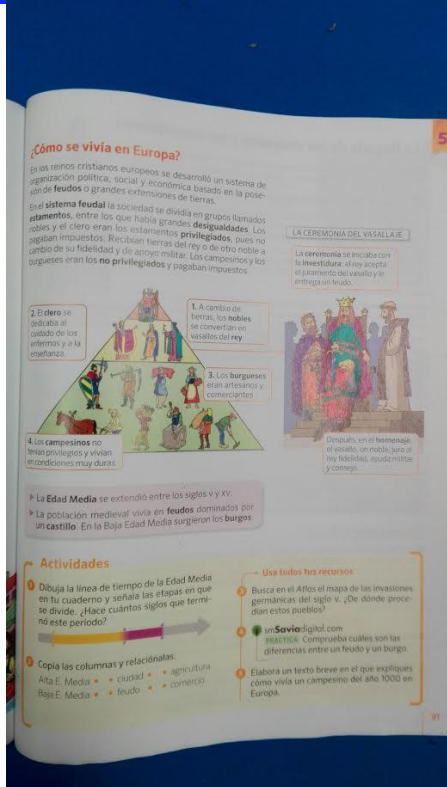 5
¿Cómo se vivía en Europa?
En los reinos cristianos europeos se desarrolló un sistema de
organización política, social y económica basado en la pose-
sión de feudos o grandes extensiones de tierras.
En el sistema feudal la sociedad se dividía en grupos llamados
estamentos, entre los que había grandes desigualdades. Los
nobles y el clero eran los estamentos privilegiados, pues no
pagaban impuestos. Recibían tierras del rey o de otro noble a
cambio de su fidelidad y de apoyo militar. Los campesinos y los
burgueses eran los no privilegiados y pagaban impuestos.
1. A cambio de
tierras, los nobles
se convertían en
vasallos del rey.
2. El clero se
dedicaba al
cuidado de los
enfermos y a la
enseñanza.
3. Los burgueses
eran artesanos y
comerciantes.
4. Los campesinos no
tenían privilegios y vivían
en condiciones muy duras.
LA CEREMONIA DEL VASALLAJE
La ceremonia se iniciaba con
la investidura: el rey acepta
el juramento del vasallo y le
entrega un feudo.
Después, en el homenaje,
el vasallo, un noble, jura al
rey fidelidad, ayuda militar
y consejo.
La Edad Media se extendió entre los siglos V y XV.
La población medieval vivía en feudos dominados por
un castillo. En la Baja Edad Media surgieron los burgos.
Actividades
1 Dibuja la línea de tiempo de la Edad Media
en tu cuaderno y señala las etapas en que
se divide. ¿Hace cuántos siglos que termi-
nó este período?
2 Copia las columnas y relaciónalas.
Alta E. Media • • ciudad • • agricultura
Baja E. Media • • feudo • • comercio
Usa todos tus recursos
3 Busca en el Atlas el mapa de las invasiones
germánicas del siglo V. ¿De dónde proce-
dían estos pueblos?
4 smSaviadigital.com
PRACTICA Comprueba cuáles son las
diferencias entre un feudo y un burgo.
5 Elabora un texto breve en el que expliques
cómo vivía un campesino del año 1000 en
Europa.
91